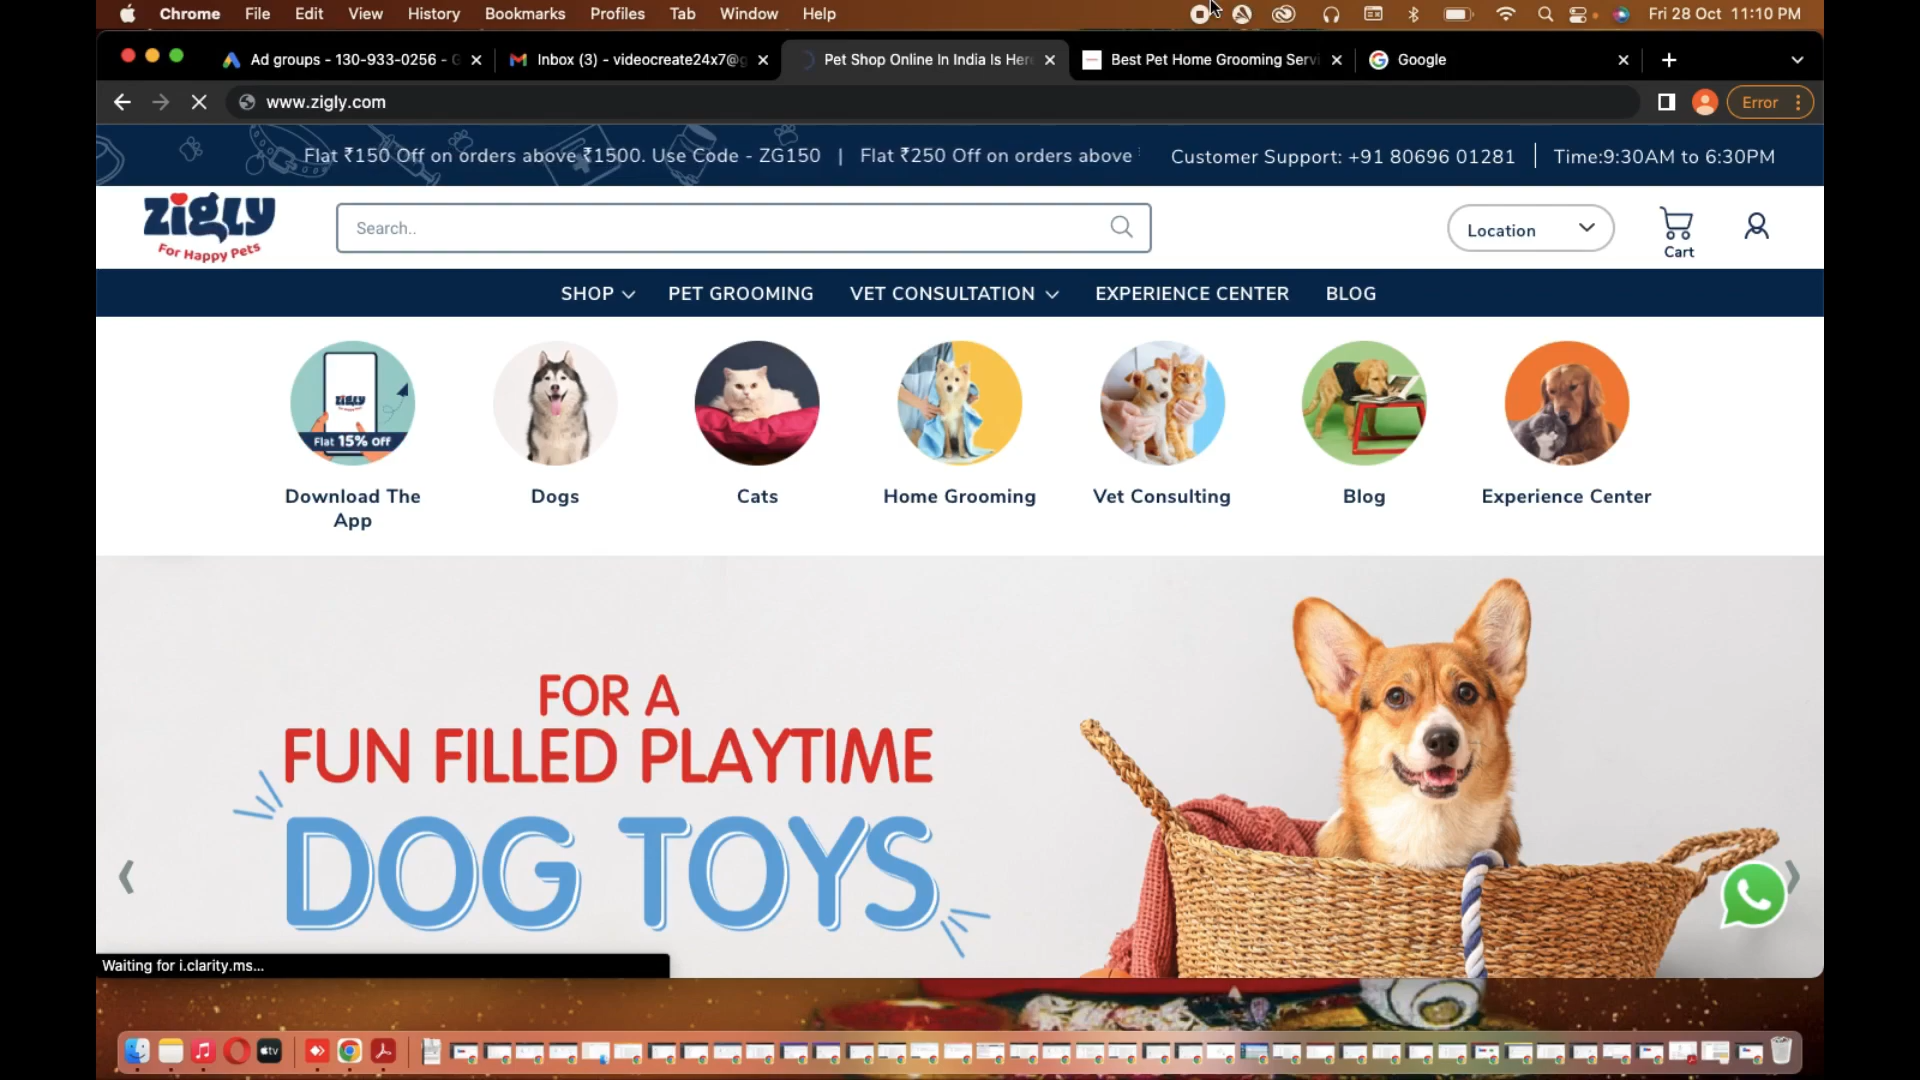 Chrome File Edit View History Bookmarks Profiles Tab Window Help Fri 28 Oct 11:10 PM
Ad groups - 130-933-0256 - G Inbox (3) - videocreate24x7@g Pet Shop Online In India Is Her Best Pet Home Grooming Servi Google
www.zigly.com Error
Flat ₹150 Off on orders above ₹1500. Use Code - ZG150 | Flat ₹250 Off on orders above Customer Support: +91 80696 01281 | Time:9:30AM to 6:30PM
zigly
For Happy Pets
Search..
Location
Cart
SHOP PET GROOMING VET CONSULTATION EXPERIENCE CENTER BLOG
zigly
Flat 15% Off
Download The App
Dogs
Cats
Home Grooming
Vet Consulting
Blog
Experience Center
FOR A
FUN FILLED PLAYTIME
DOG TOYS
Waiting for i.clarity.ms...
tv